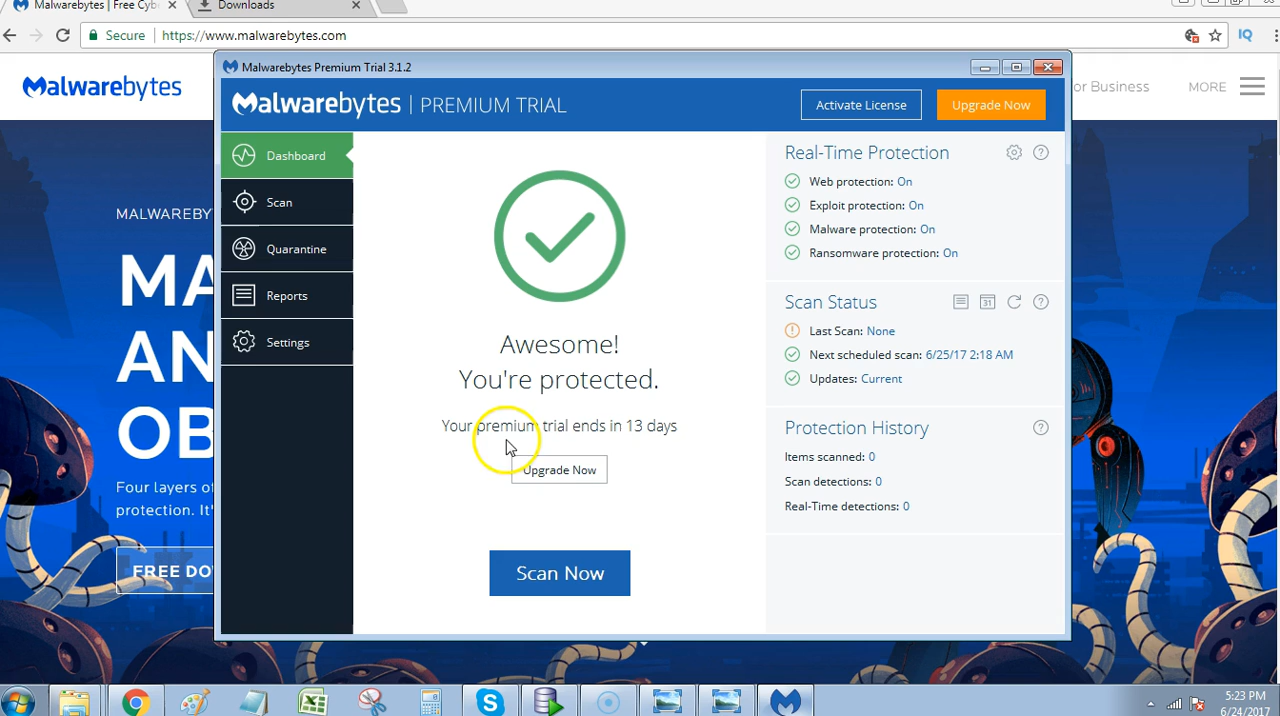 Malwarebytes | Free Cyb
Downloads
Secure
https://www.malwarebytes.com
IQ
Malwarebytes
or Business
MORE
MALWAREBY
MA
AN
OB
Four layers of
protection. It'
FREE DO
Malwarebytes Premium Trial 3.1.2
Malwarebytes | PREMIUM TRIAL
Activate License
Upgrade Now
Dashboard
Scan
Quarantine
Reports
Settings
Awesome!
You're protected.
Your premium trial ends in 13 days
Upgrade Now
Scan Now
Real-Time Protection
Web protection: On
Exploit protection: On
Malware protection: On
Ransomware protection: On
Scan Status
31
Last Scan: None
Next scheduled scan: 6/25/17 2:18 AM
Updates: Current
Protection History
Items scanned: 0
Scan detections: 0
Real-Time detections: 0
5:23 PM
6/24/2017